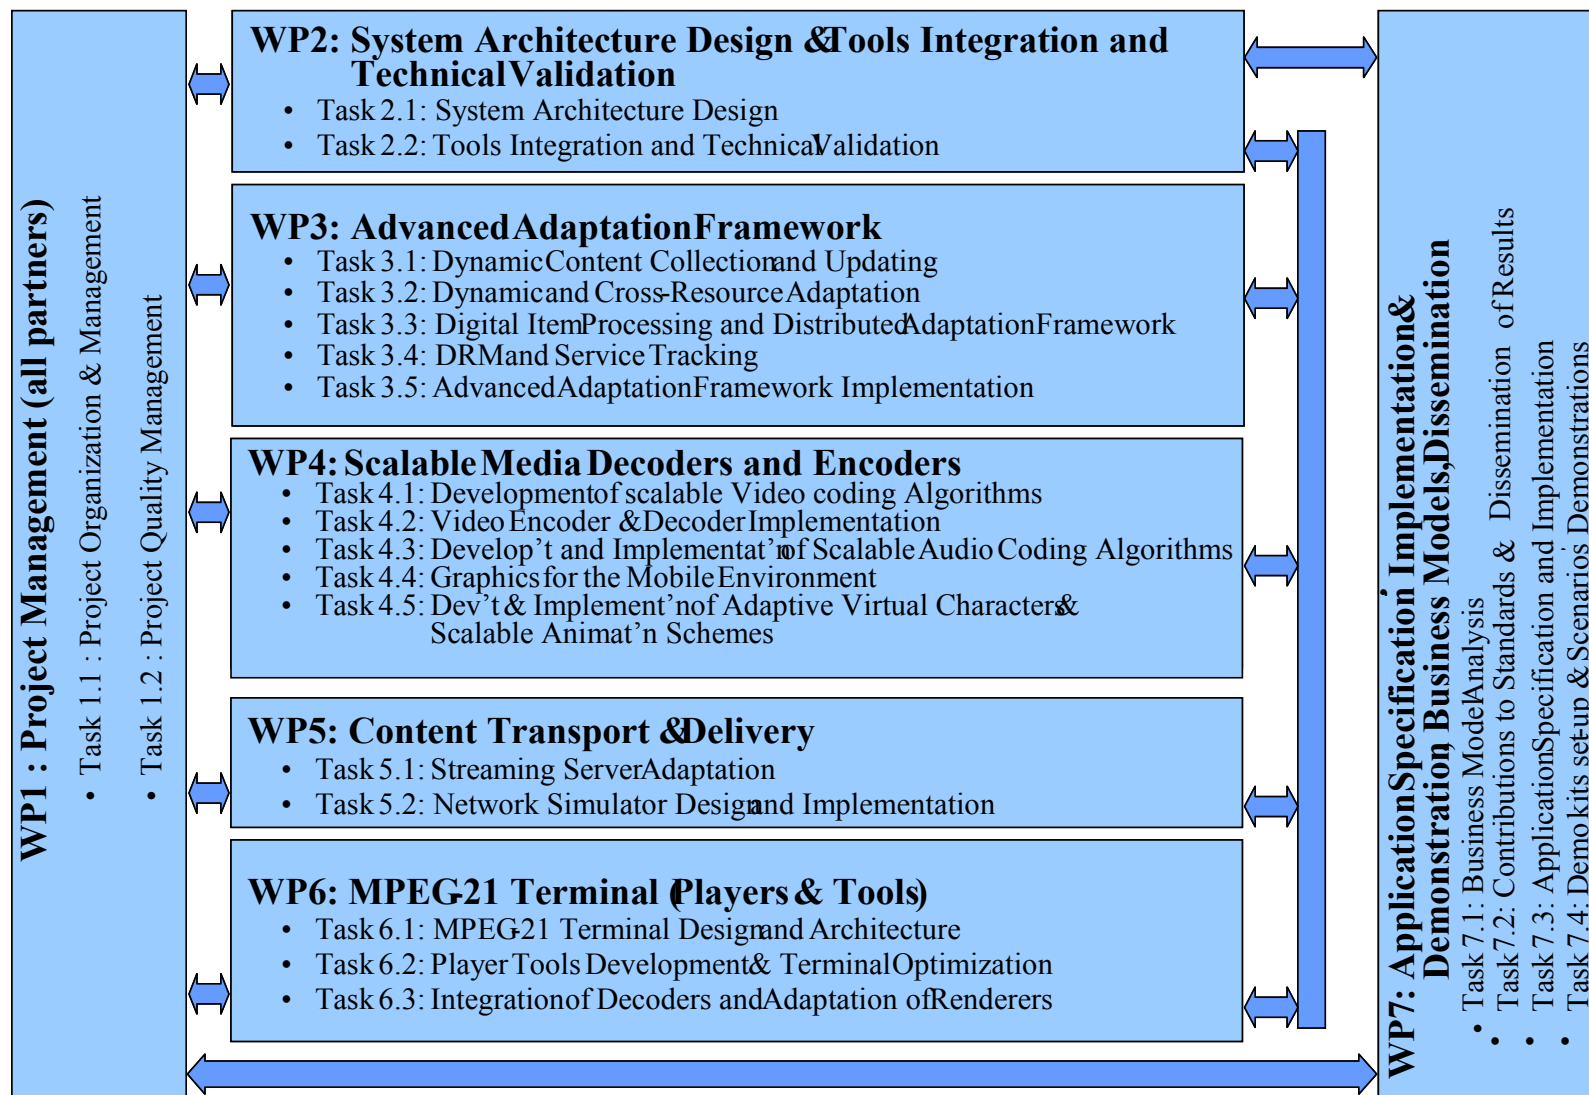 WP1 : Project Management (all partners)
• Task 1.1 : Project Organization & Management
• Task 1.2 : Project Quality Management
WP2: System Architecture Design & Tools Integration and
Technical Validation
• Task 2.1: System Architecture Design
• Task 2.2: Tools Integration and Technical Validation
WP3: Advanced Adaptation Framework
• Task 3.1: Dynamic Content Collection and Updating
• Task 3.2: Dynamic and Cross-Resource Adaptation
• Task 3.3: Digital Item Processing and Distributed Adaptation Framework
• Task 3.4: DRM and Service Tracking
• Task 3.5: Advanced Adaptation Framework Implementation
WP4: Scalable Media Decoders and Encoders
• Task 4.1: Development of scalable Video coding Algorithms
• Task 4.2: Video Encoder & Decoder Implementation
• Task 4.3: Develop't and Implementat'n of Scalable Audio Coding Algorithms
• Task 4.4: Graphics for the Mobile Environment
• Task 4.5: Dev't & Implement'n of Adaptive Virtual Characters &
Scalable Animat'n Schemes
WP5: Content Transport & Delivery
• Task 5.1: Streaming Server Adaptation
• Task 5.2: Network Simulator Design and Implementation
WP6: MPEG-21 Terminal (Players & Tools)
• Task 6.1: MPEG-21 Terminal Design and Architecture
• Task 6.2: Player Tools Development & Terminal Optimization
• Task 6.3: Integration of Decoders and Adaptation of Renderers
WP7: Application Specification, Implementation &
Demonstration, Business Models, Dissemination
• Task 7.1: Business Model Analysis
• Task 7.2: Contributions to Standards & Dissemination of Results
• Task 7.3: Application Specification and Implementation
• Task 7.4: Demokits set-up & Scenarios Demonstrations